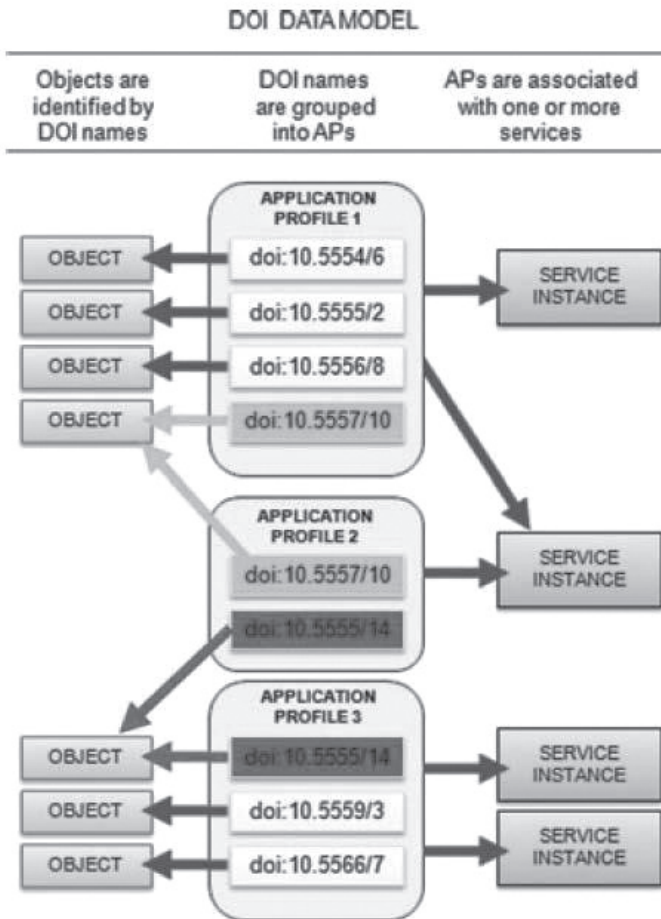 DOI DATA MODEL
Objects are
identified by
DOI names
DOI names
are grouped
into APs
APs are associated
with one or more
services
APPLICATION
PROFILE 1
OBJECT
doi:10.5554/6
SERVICE
INSTANCE
OBJECT
doi:10.5555/2
OBJECT
doi:10.5556/8
OBJECT
doi:10.5557/10
APPLICATION
PROFILE 2
doi:10.5557/10
SERVICE
INSTANCE
doi:10.5555/14
APPLICATION
PROFILE 3
OBJECT
doi:10.5555/14
SERVICE
INSTANCE
OBJECT
doi:10.5559/3
OBJECT
doi:10.5566/7
SERVICE
INSTANCE